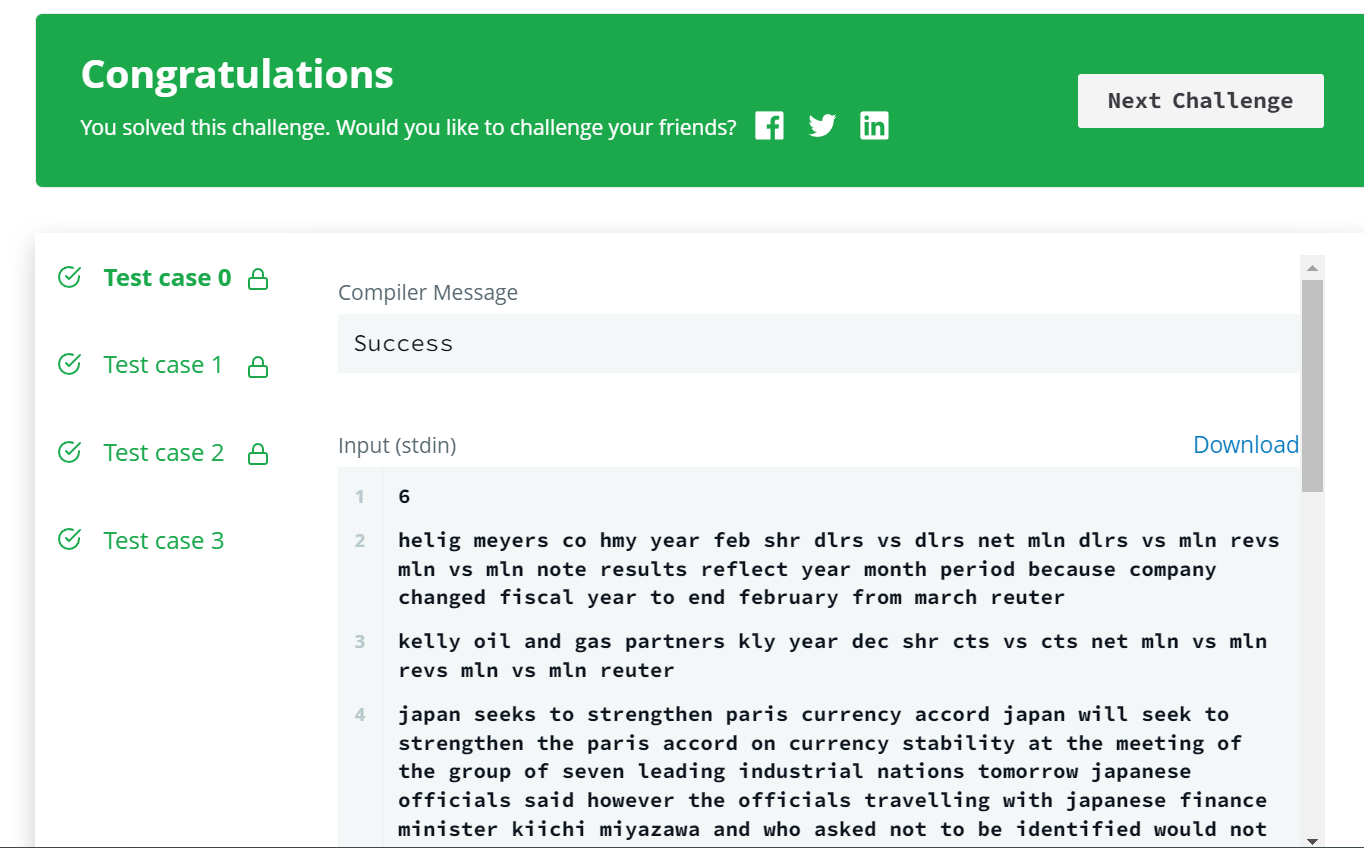 Congratulations
You solved this challenge. Would you like to challenge your friends?
Next Challenge
Test case 0
Test case 1
Test case 2
Test case 3
Compiler Message
Success
Input (stdin)
Download
1 6
2 helig meyers co hmy year feb shr dlrs vs dlrs net mln dlrs vs mln revs
mln vs mln note results reflect year month period because company
changed fiscal year to end february from march reuter
3 kelly oil and gas partners kly year dec shr cts vs cts net mln vs mln
revs mln vs mln reuter
4 japan seeks to strengthen paris currency accord japan will seek to
strengthen the paris accord on currency stability at the meeting of
the group of seven leading industrial nations tomorrow japanese
officials said however the officials travelling with japanese finance
minister kiichi miyazawa and who asked not to be identified would not